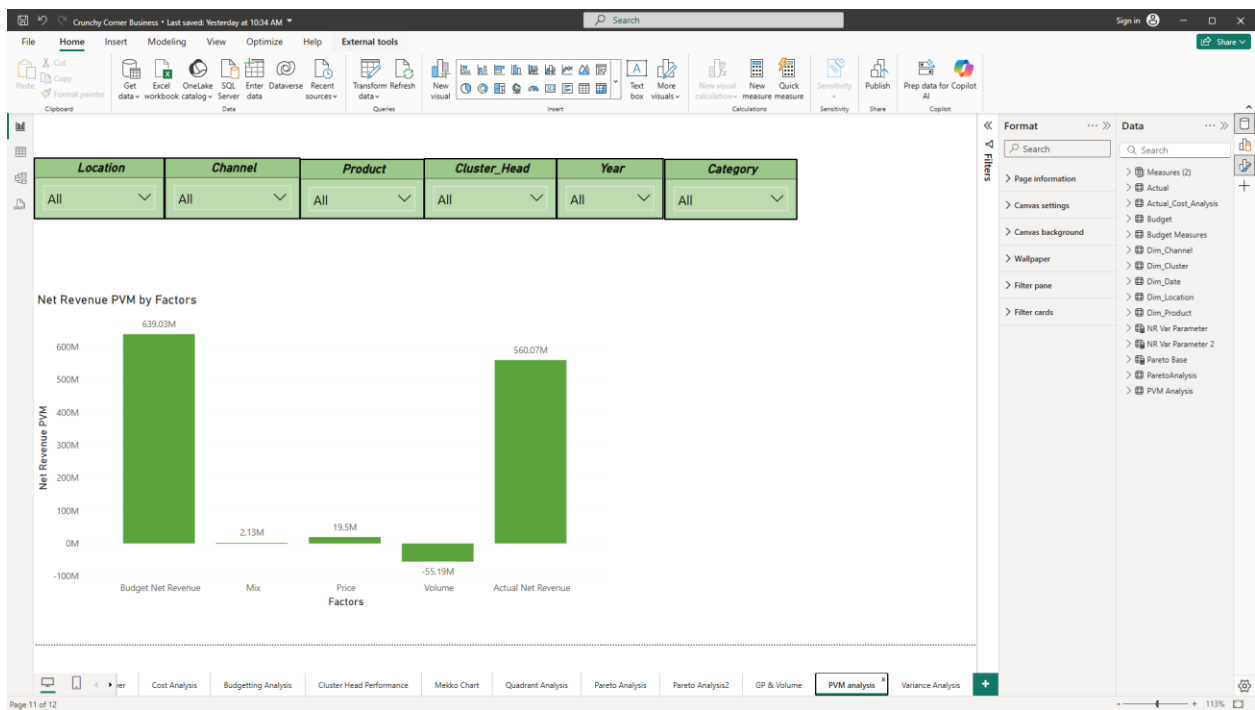 Crunchy Corner Business • Last saved: Yesterday at 10:34 AM
Search
Sign in
File Home Insert Modeling View Optimize Help External tools
Share
Paste
Cut
Copy
Format painter
Clipboard
Get data
Excel workbook
OneLake catalog
SQL Server
Enter data
Dataverse
Recent sources
Data
Transform data
Refresh
Queries
New visual
Text box
More visuals
Insert
New visual calculation
New measure
Quick measure
Calculations
Sensitivity
Sensitivity
Publish
Share
Prep data for AI
Copilot
Copilot
Location Channel Product Cluster_Head Year Category
All All All All All All
Net Revenue PVM by Factors
Net Revenue PVM
600M
500M
400M
300M
200M
100M
0M
-100M
639.03M
2.13M
19.5M
-55.19M
560.07M
Budget Net Revenue Mix Price Volume Actual Net Revenue
Factors
Filters
Format
Search
Page information
Canvas settings
Canvas background
Wallpaper
Filter pane
Filter cards
Data
Search
Measures (2)
Actual
Actual_Cost_Analysis
Budget
Budget Measures
Dim_Channel
Dim_Cluster
Dim_Date
Dim_Location
Dim_Product
NR Var Parameter
NR Var Parameter 2
Pareto Base
ParetoAnalysis
PVM Analysis
ver Cost Analysis Budgetting Analysis Cluster Head Performance Mekko Chart Quadrant Analysis Pareto Analysis Pareto Analysis2 GP & Volume PVM analysis Variance Analysis
Page 11 of 12
113%